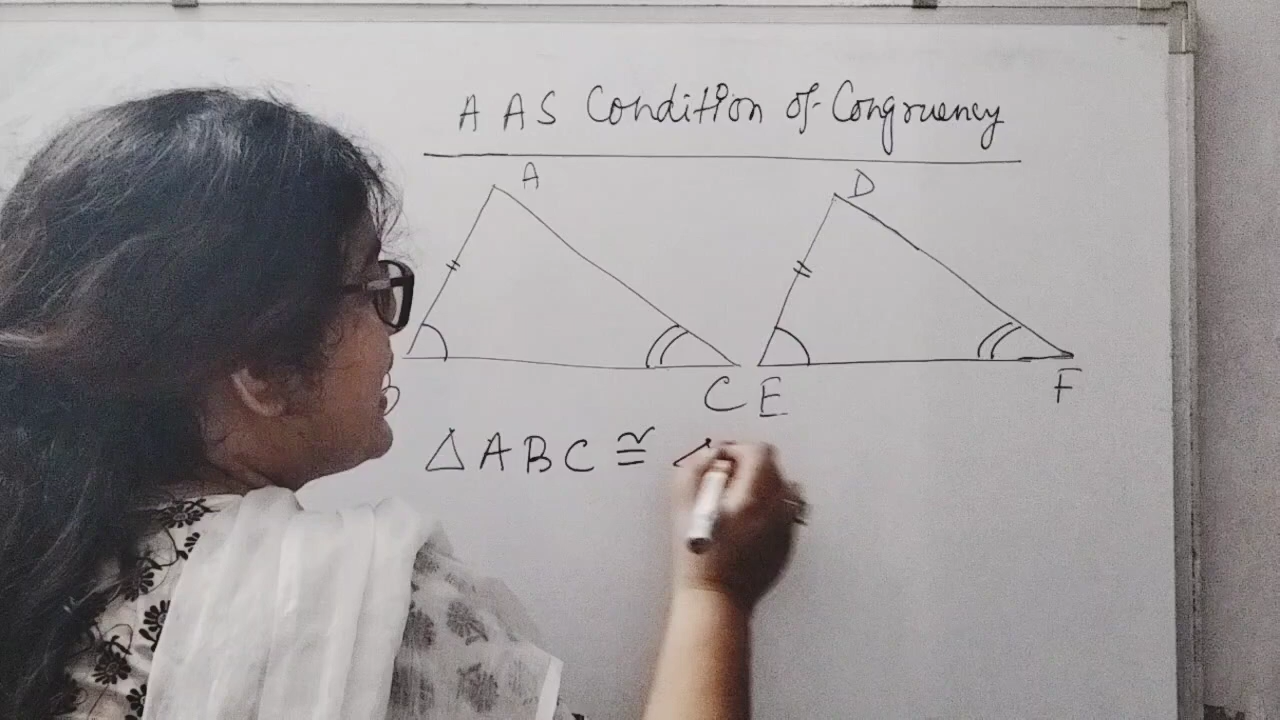 AAS Condition of Congruency
A
D
C E
F
△ABC ≅